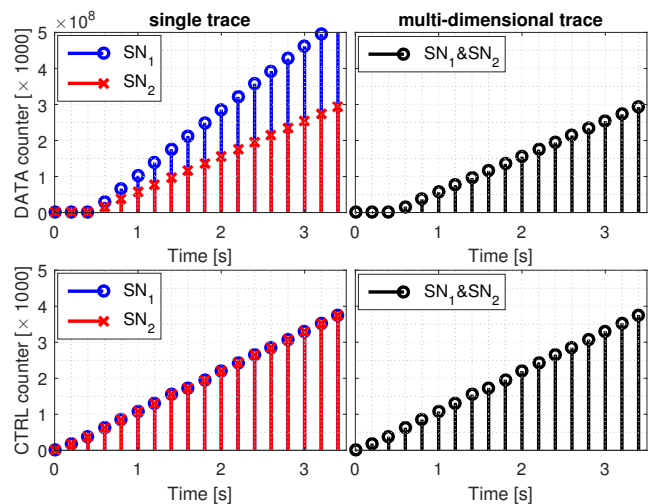 single trace
multi-dimensional trace
×10⁸
DATA counter [× 1000]
5
4
3
2
1
0
SN₁
SN₂
SN₁&SN₂
0 1 2 3
0 1 2 3
Time [s]
Time [s]
CTRL counter [× 1000]
5
4
3
2
1
0
SN₁
SN₂
SN₁&SN₂
0 1 2 3
0 1 2 3
Time [s]
Time [s]